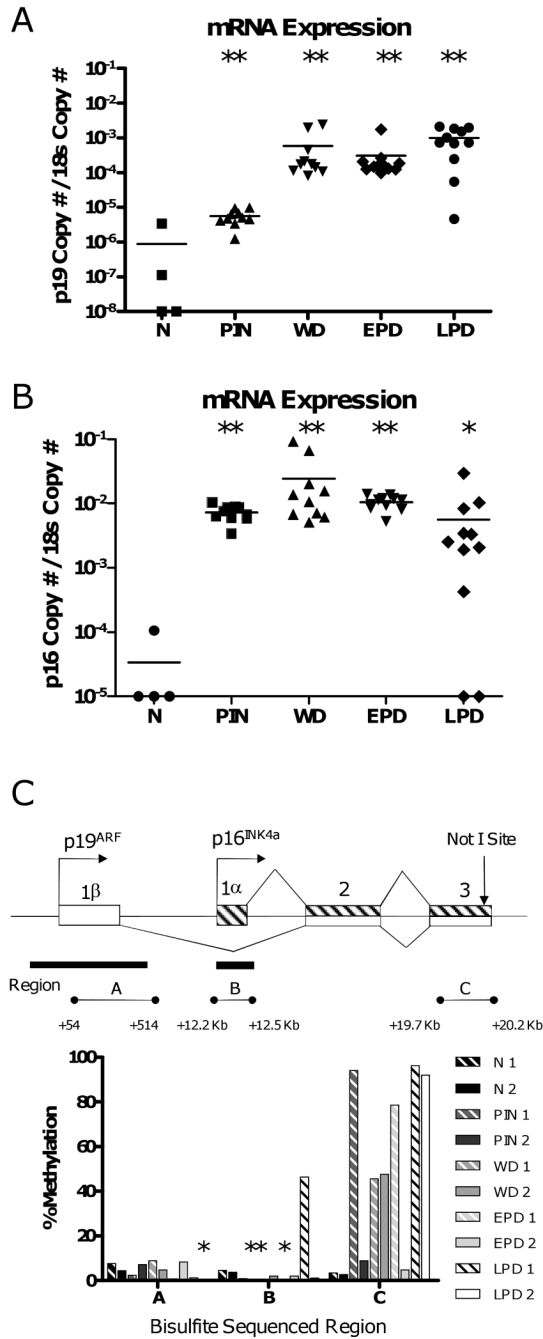 A
mRNA Expression
** ** ** **
p19 Copy # / 18s Copy #
10-1
10-2
10-3
10-4
10-5
10-6
10-7
10-8
N PIN WD EPD LPD
B
mRNA Expression
** ** ** *
p16 Copy # / 18s Copy #
10-1
10-2
10-3
10-4
10-5
N PIN WD EPD LPD
C
p19ARF p16INK4a Not I Site
1β 1α 2 3
Region A B C
+54 +514 +12.2 Kb +12.5 Kb +19.7 Kb +20.2 Kb
% Methylation
100
80
60
40
20
0
* ** *
A B C
Bisulfite Sequenced Region
N 1
N 2
PIN 1
PIN 2
WD 1
WD 2
EPD 1
EPD 2
LPD 1
LPD 2